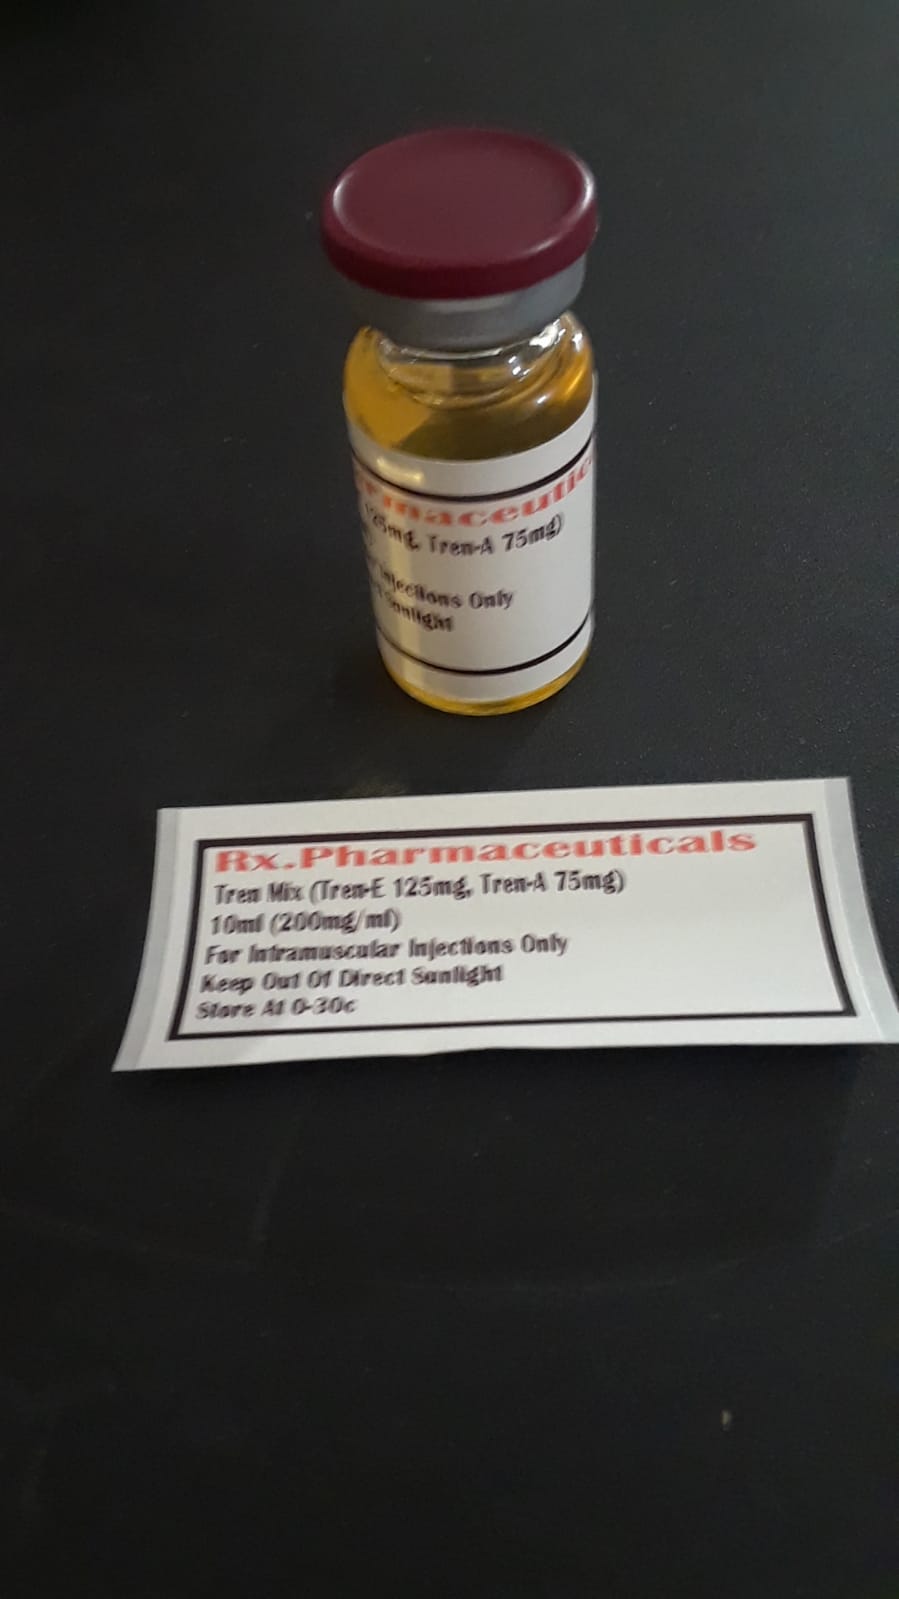 rmaceutic
125mg, Tren-A 75mg)
Injections Only
Sunlight
Rx.Pharmaceuticals
Tren Mix (Tren-E 125mg, Tren-A 75mg)
10ml (200mg/ml)
For Intramuscular Injections Only
Keep Out Of Direct Sunlight
Store At 0-30c